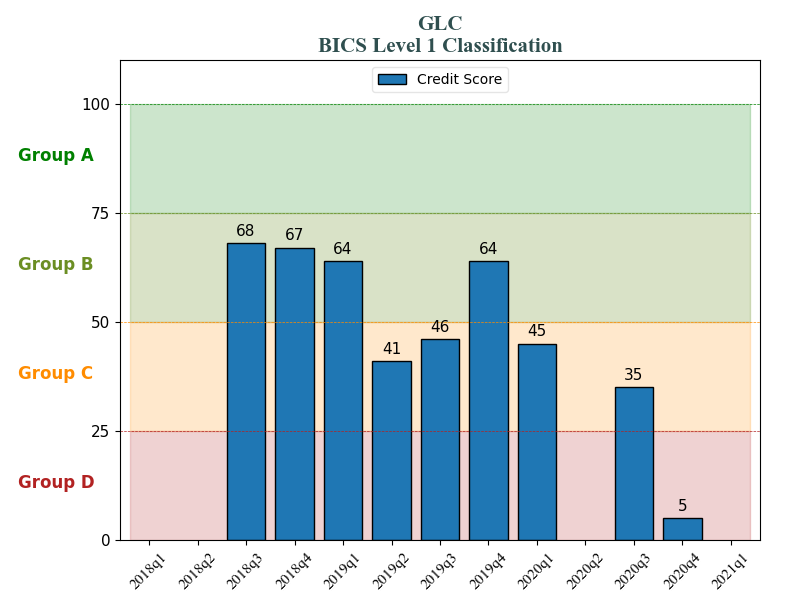 GLC
BICS Level 1 Classification
Credit Score
100
Group A
75
68
67
64
64
Group B
50
46
45
41
Group C
35
25
Group D
5
0
2018q1 2018q2 2018q3 2018q4 2019q1 2019q2 2019q3 2019q4 2020q1 2020q2 2020q3 2020q4 2021q1